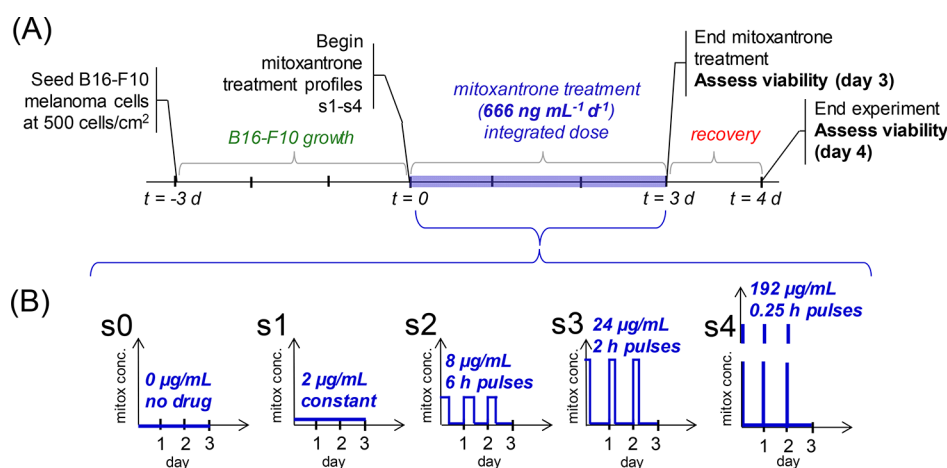 (A)
Seed B16-F10
melanoma cells
at 500 cells/cm²
Begin
mitoxantrone
treatment profiles
s1-s4
B16-F10 growth
mitoxantrone treatment
(666 ng mL⁻¹ d⁻¹)
integrated dose
End mitoxantrone
treatment
Assess viability (day 3)
recovery
End experiment
Assess viability
(day 4)
t = -3 d
t = 0
t = 3 d
t = 4 d
(B)
s0
mitox conc.
0 µg/mL
no drug
1 2 3
day
s1
mitox conc.
2 µg/mL
constant
1 2 3
day
s2
mitox conc.
8 µg/mL
6 h pulses
1 2 3
day
s3
mitox conc.
24 µg/mL
2 h pulses
1 2 3
day
s4
mitox conc.
192 µg/mL
0.25 h pulses
1 2 3
day